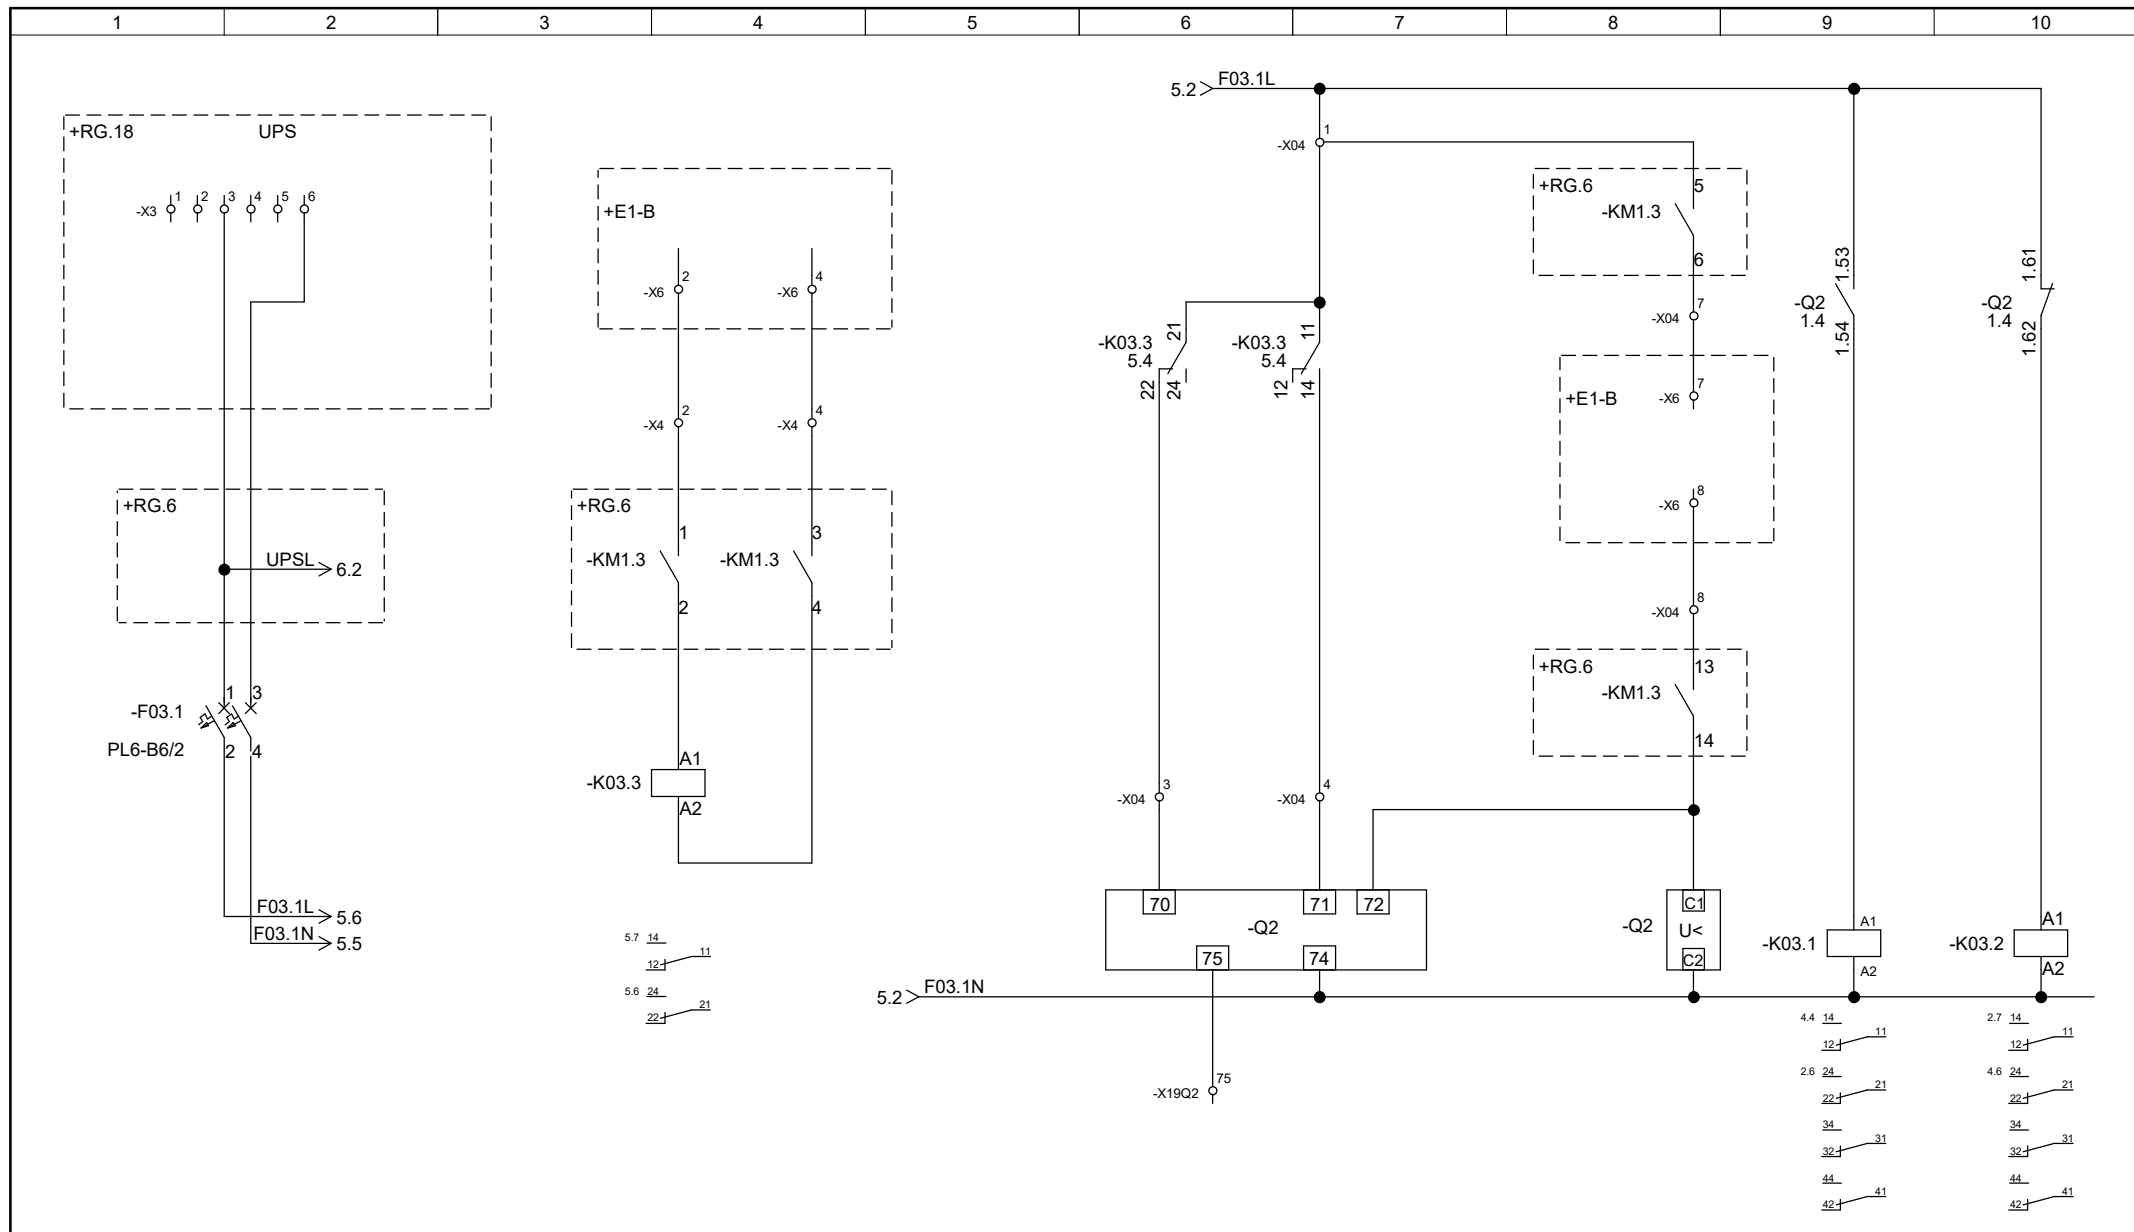 1 2 3 4 5 6 7 8 9 10
5.2 F03.1L
+RG.18 UPS
-X3 1 2 3 4 5 6
+RG.6
UPSL 6.2
-F03.1
PL6-B6/2
1 3
2 4
F03.1L 5.6
F03.1N 5.5
+E1-B
-X6 2
-X6 4
-X4 2
-X4 4
+RG.6
1 3
-KM1.3 -KM1.3
2 4
A1
-K03.3
A2
5.7 14
12 11
5.6 24
22 21
-X04 1
-K03.3
5.4
21
22 24
-K03.3
5.4
11
12 14
-X04 3
-X04 4
70 71 72
-Q2
75 74
5.2 F03.1N
-X19Q2 75
+RG.6 5
-KM1.3
6
-X04 7
+E1-B
-X6 7
-X6 8
-X04 8
+RG.6 13
-KM1.3
14
C1
-Q2 U<
C2
1.53
-Q2
1.4
1.54
A1
-K03.1
A2
4.4 14
12 11
2.6 24
22 21
34
32 31
44
42 41
1.61
-Q2
1.4
1.62
A1
-K03.2
A2
2.7 14
12 11
4.6 24
22 21
34
32 31
44
42 41